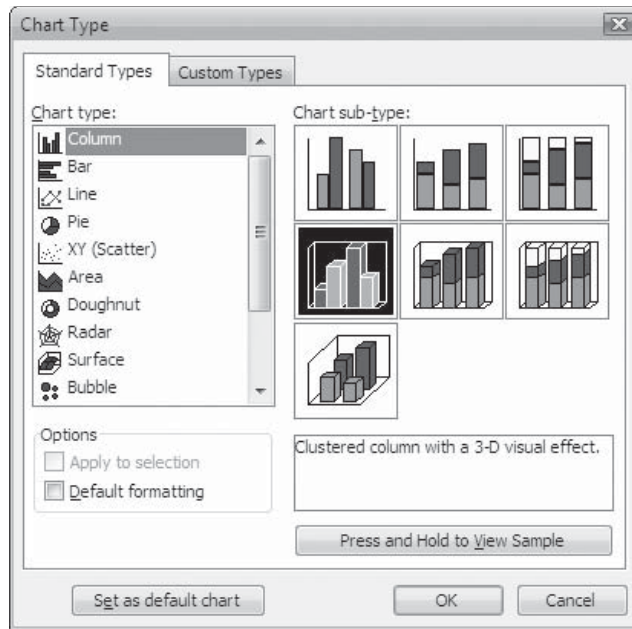 Chart Type
Standard Types
Custom Types
Chart type:
Column
Bar
Line
Pie
XY (Scatter)
Area
Doughnut
Radar
Surface
Bubble
Chart sub-type:
Clustered column with a 3-D visual effect.
Options
Apply to selection
Default formatting
Press and Hold to View Sample
Set as default chart
OK
Cancel